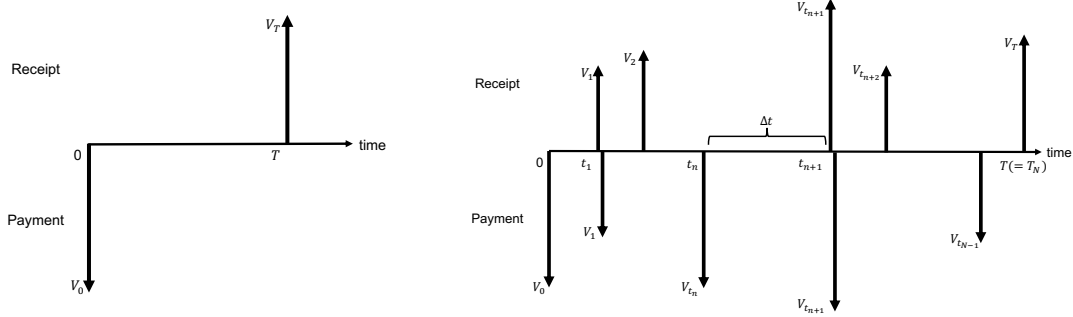 V_T
Receipt
0
T
time
Payment
V_0
V_{t_{n+1}}
V_T
V_2
V_1
V_{t_{n+2}}
Receipt
Δt
0
t_1
t_n
t_{n+1}
T(= T_N)
time
Payment
V_1
V_{t_{N-1}}
V_0
V_{t_n}
V_{t_{n+1}}